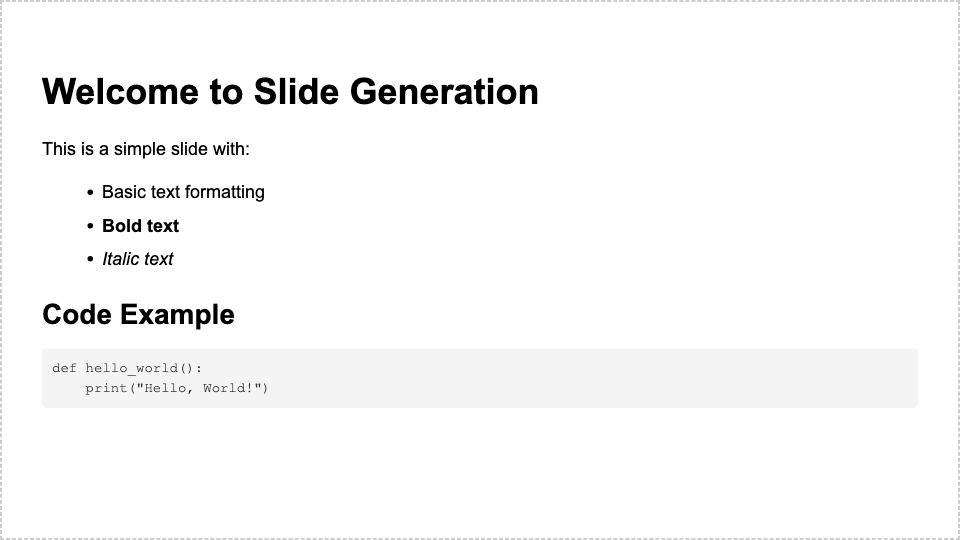 Welcome to Slide Generation
This is a simple slide with:
• Basic text formatting
• Bold text
• Italic text
Code Example
def hello_world():
    print("Hello, World!")